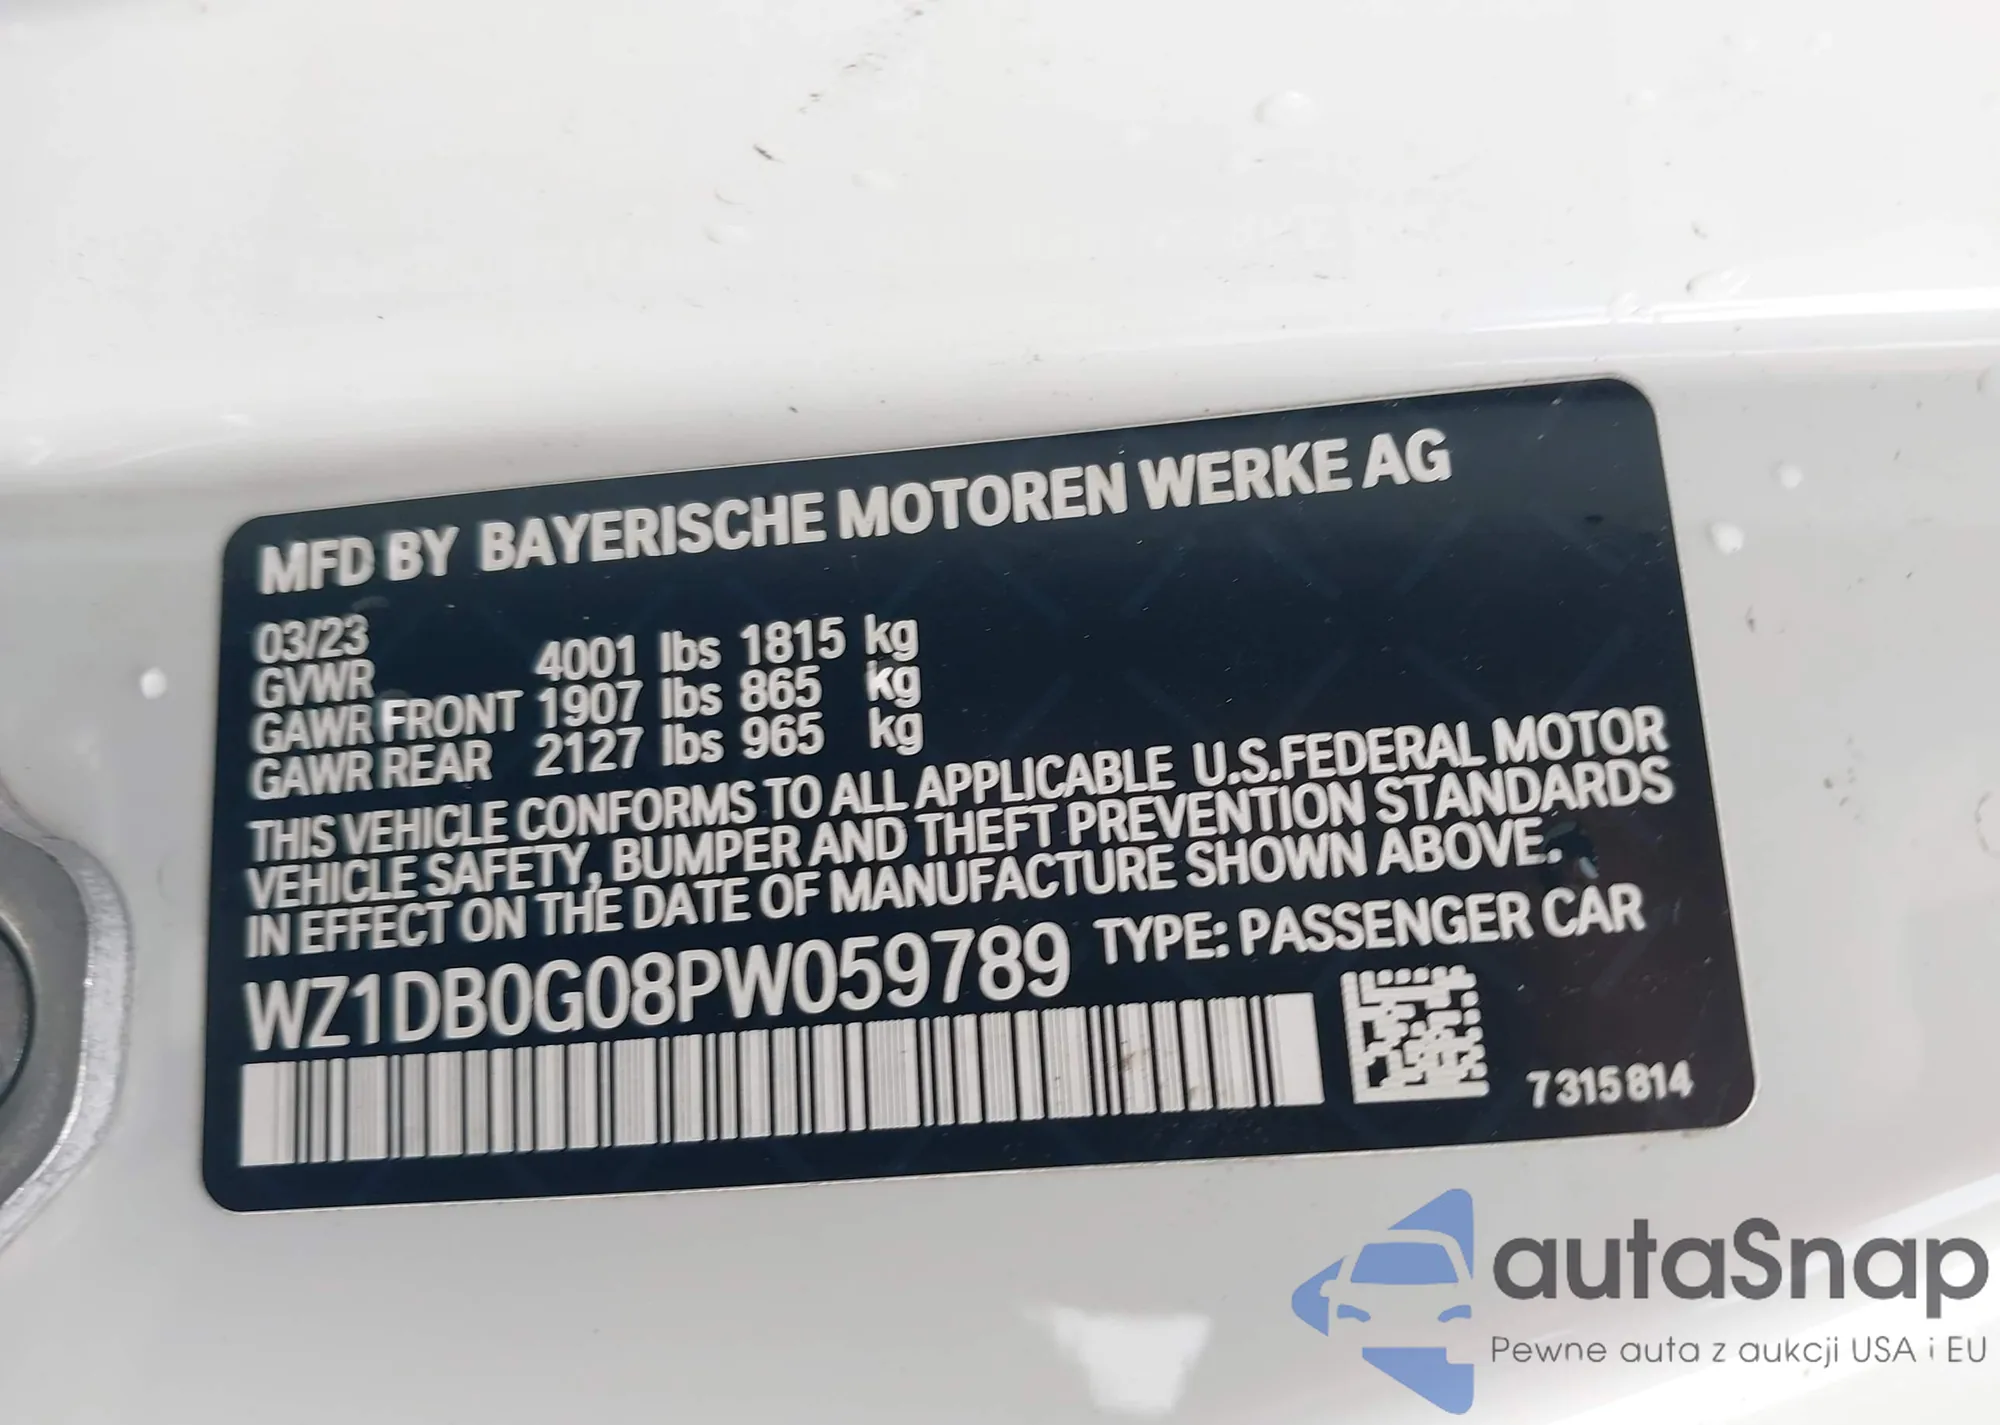 MFD BY BAYERISCHE MOTOREN WERKE AG
03/23
GVWR 4001 lbs 1815 kg
GAWR FRONT 1907 lbs 865 kg
GAWR REAR 2127 lbs 965 kg
THIS VEHICLE CONFORMS TO ALL APPLICABLE U.S.FEDERAL MOTOR
VEHICLE SAFETY, BUMPER AND THEFT PREVENTION STANDARDS
IN EFFECT ON THE DATE OF MANUFACTURE SHOWN ABOVE.
WZ1DB0G08PW059789 TYPE: PASSENGER CAR
7315814
autaSnap
Pewne auta z aukcji USA i EU